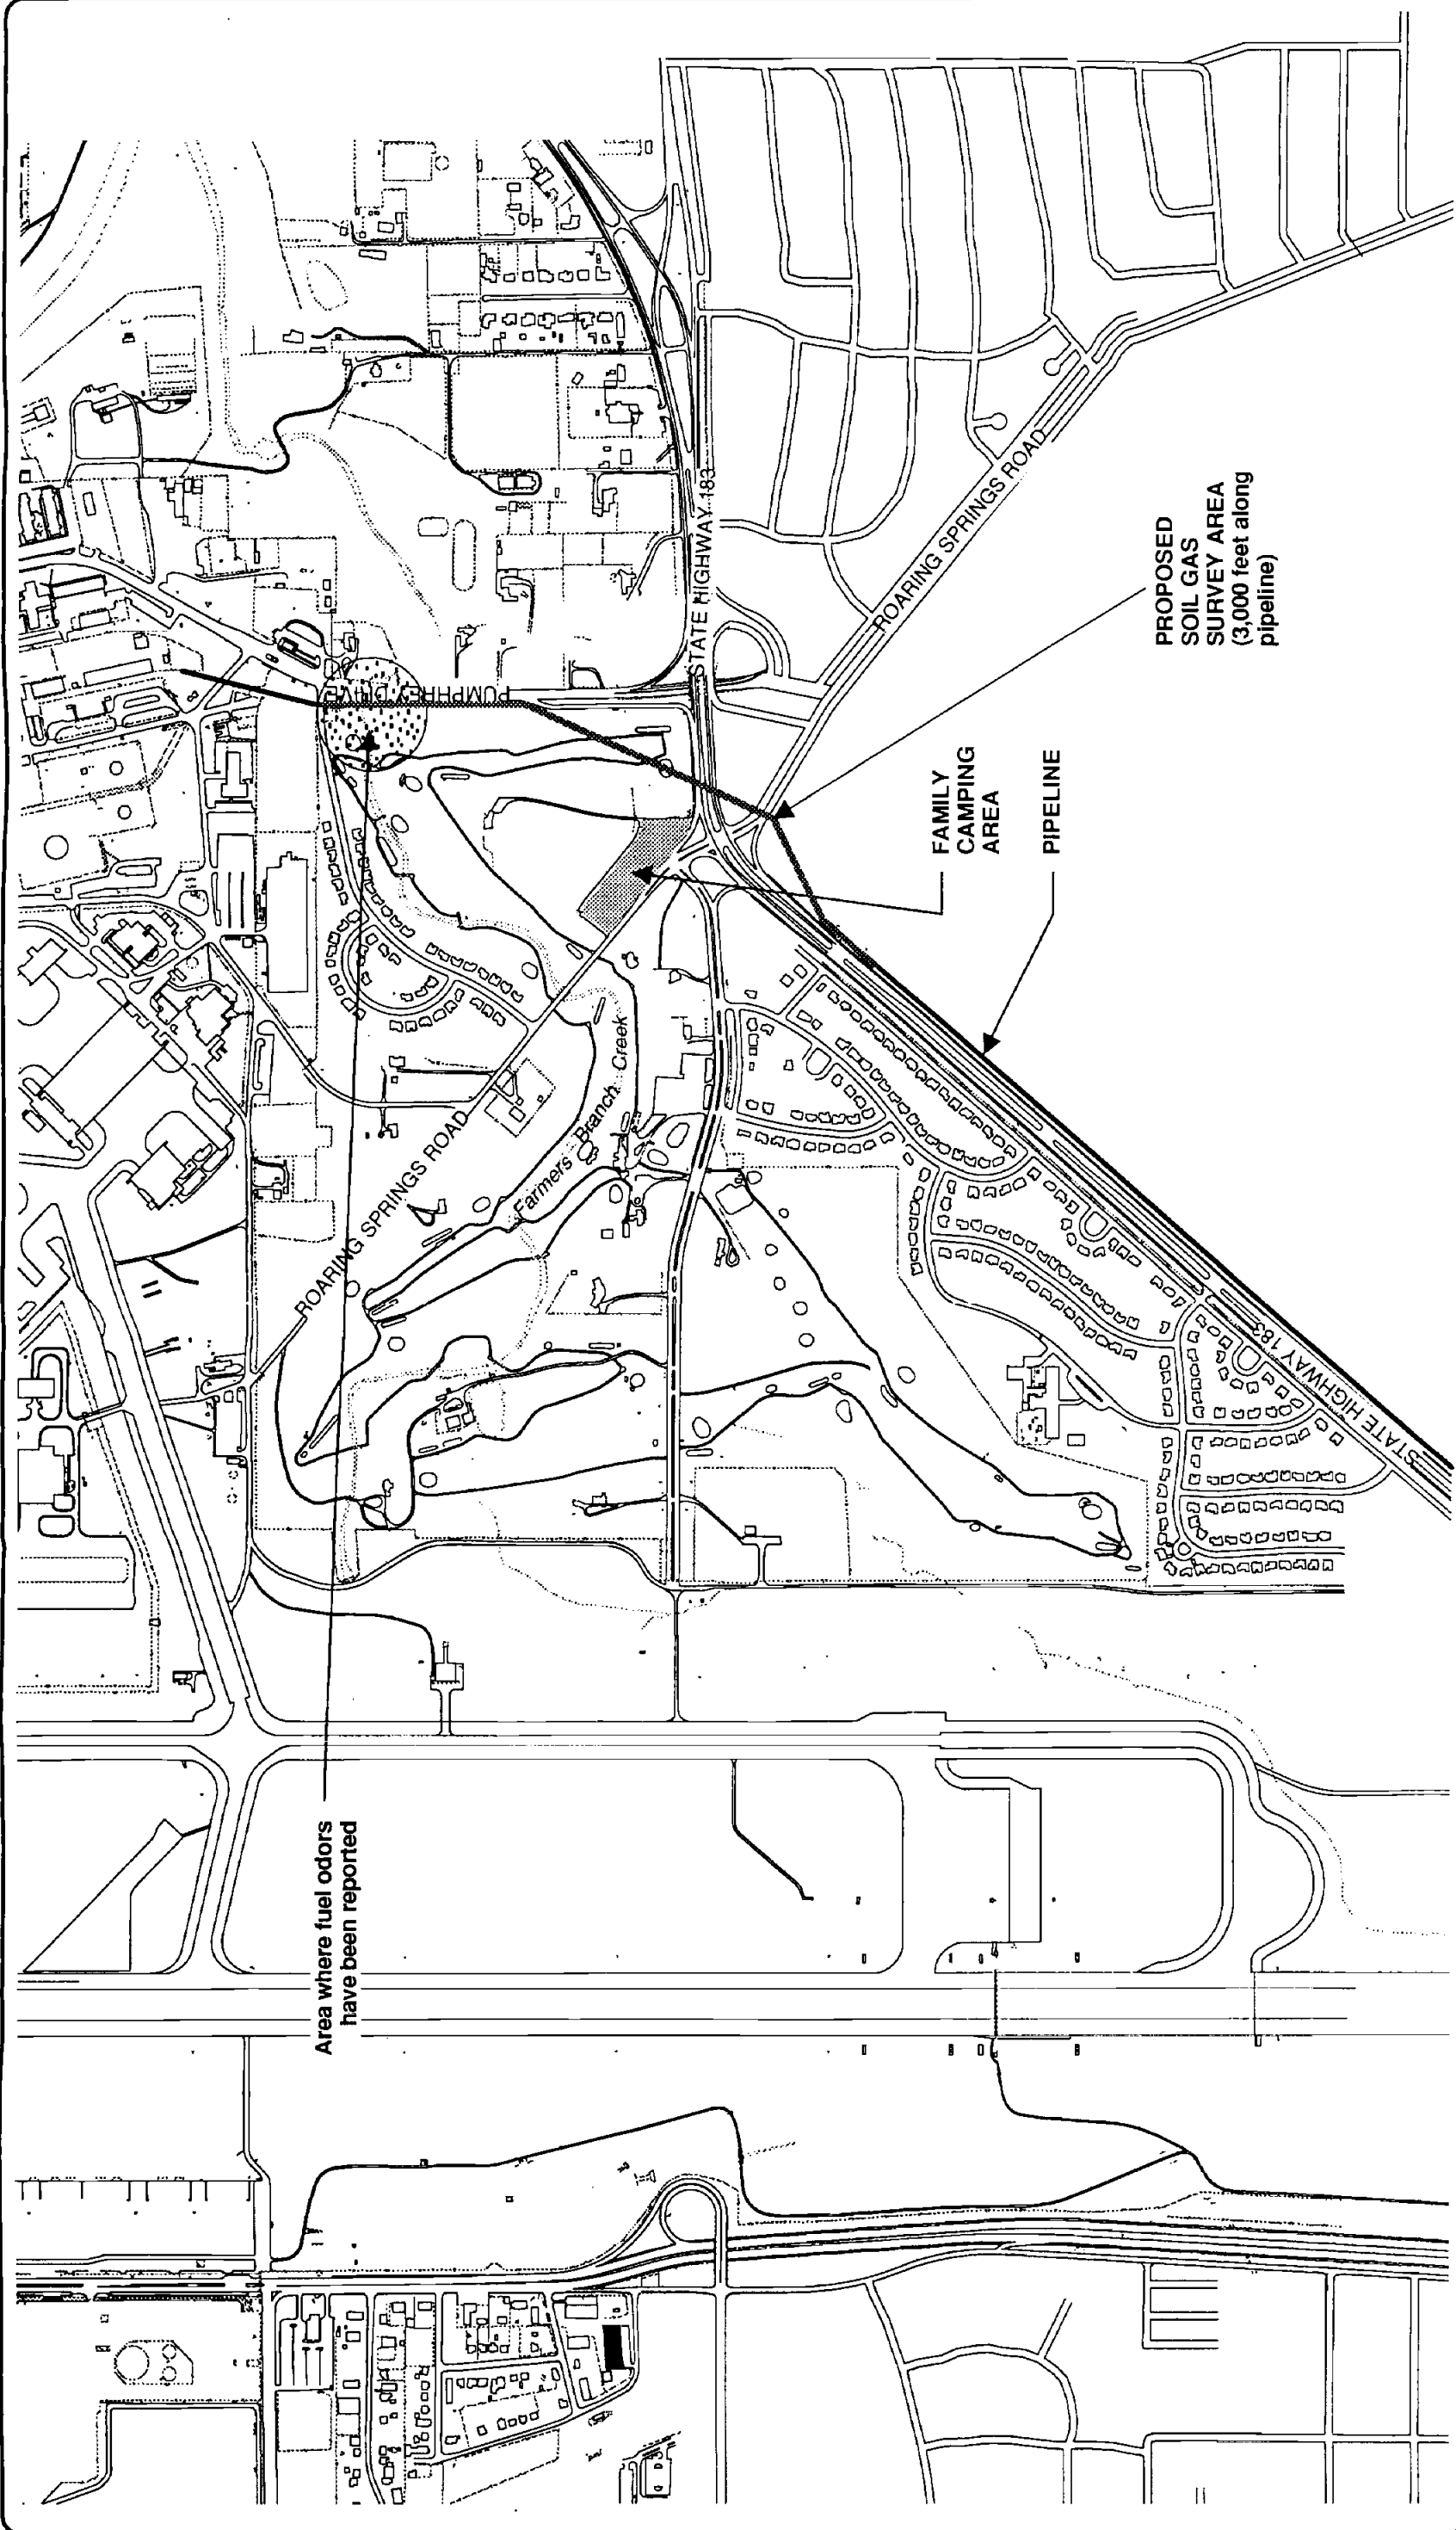 PUMPHREY DRIVE
STATE HIGHWAY 183
ROARING SPRINGS ROAD
PROPOSED
SOIL GAS
SURVEY AREA
(3,000 feet along
pipeline)
FAMILY
CAMPING
AREA
PIPELINE
Farmers Branch Creek
ROARING SPRINGS ROAD
STATE HIGHWAY 183
Area where fuel odors
have been reported